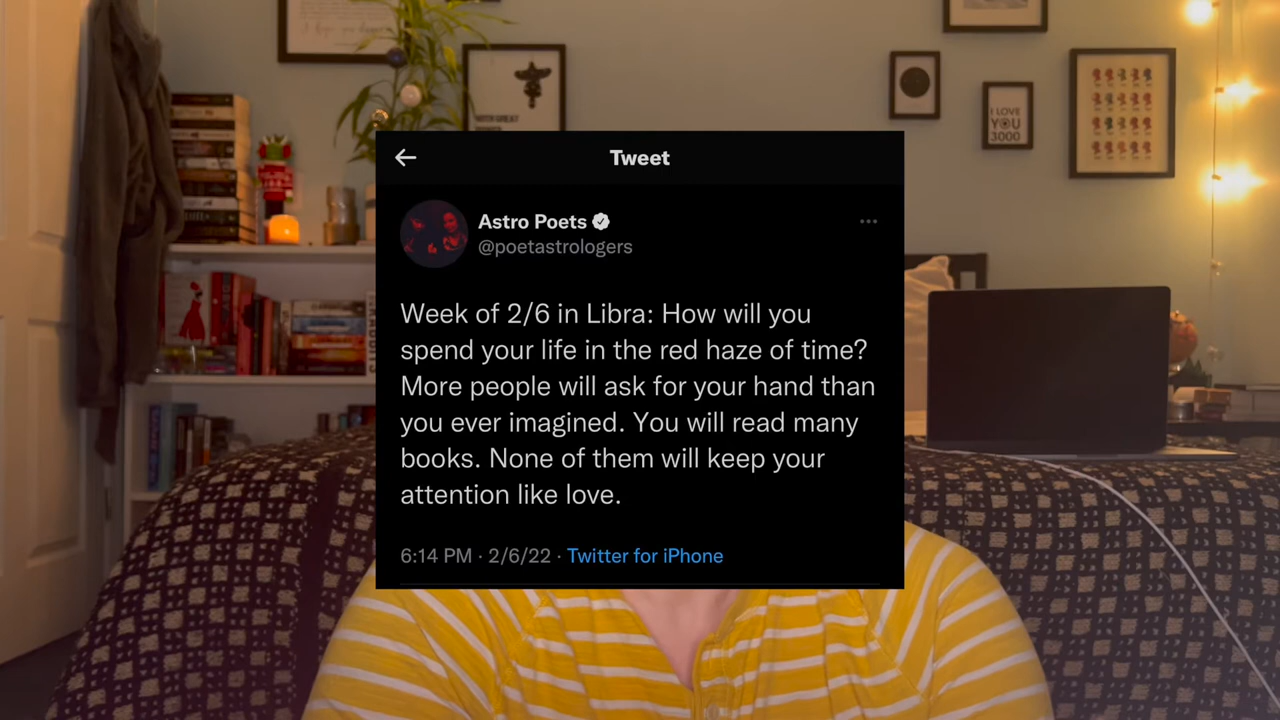 I LOVE
YOU
3000
Tweet
Astro Poets
@poetastrologers
Week of 2/6 in Libra: How will you
spend your life in the red haze of time?
More people will ask for your hand than
you ever imagined. You will read many
books. None of them will keep your
attention like love.
6:14 PM · 2/6/22 · Twitter for iPhone